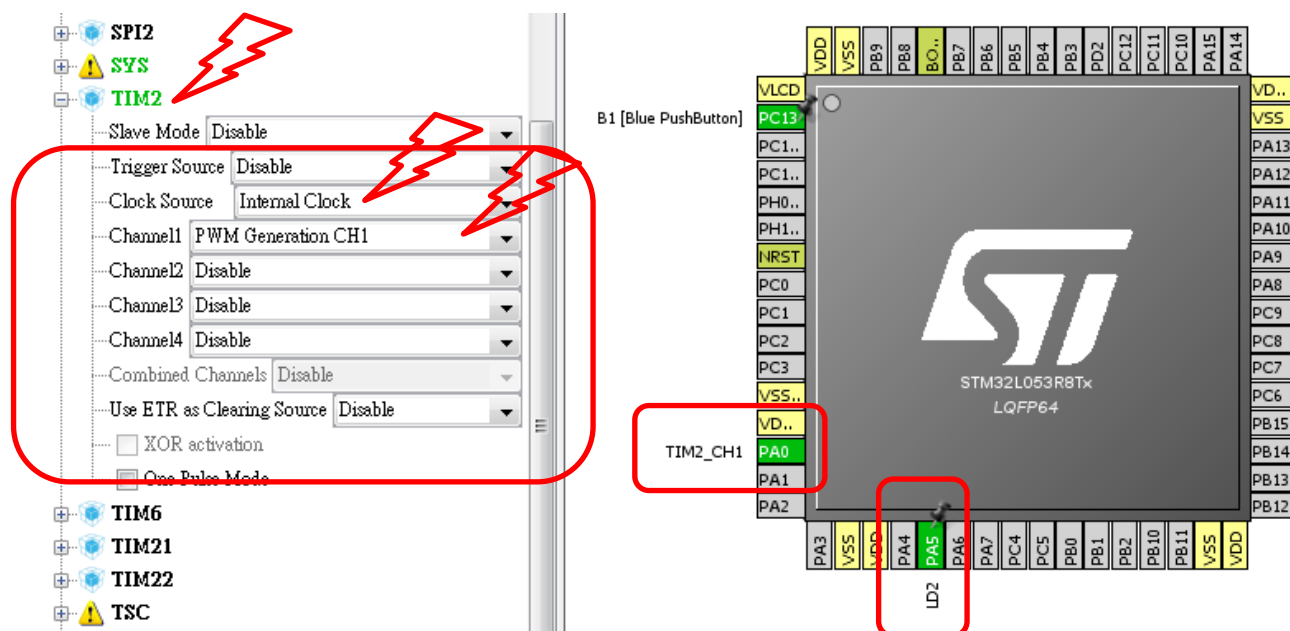 SPI2
SYS
TIM2
Slave Mode Disable
Trigger Source Disable
Clock Source Internal Clock
Channel1 PWM Generation CH1
Channel2 Disable
Channel3 Disable
Channel4 Disable
Combined Channels Disable
Use ETR as Clearing Source Disable
XOR activation
One Pulse Mode
TIM6
TIM21
TIM22
TSC
VDD
VSS
PB9
PB8
BO..
PB7
PB6
PB5
PB4
PB3
PD2
PC12
PC11
PC10
PA15
PA14
VLCD
B1 [Blue PushButton] PC13
PC1..
PC1..
PH0..
PH1..
NRST
PC0
PC1
PC2
PC3
VSS..
VD..
TIM2_CH1 PA0
PA1
PA2
ST
STM32L053R8Tx
LQFP64
VD..
VSS
PA13
PA12
PA11
PA10
PA9
PA8
PC9
PC8
PC7
PC6
PB15
PB14
PB13
PB12
PA3
VSS
VDD
PA4
PA5
PA6
PA7
PC4
PC5
PB0
PB1
PB2
PB10
PB11
VSS
VDD
LD2